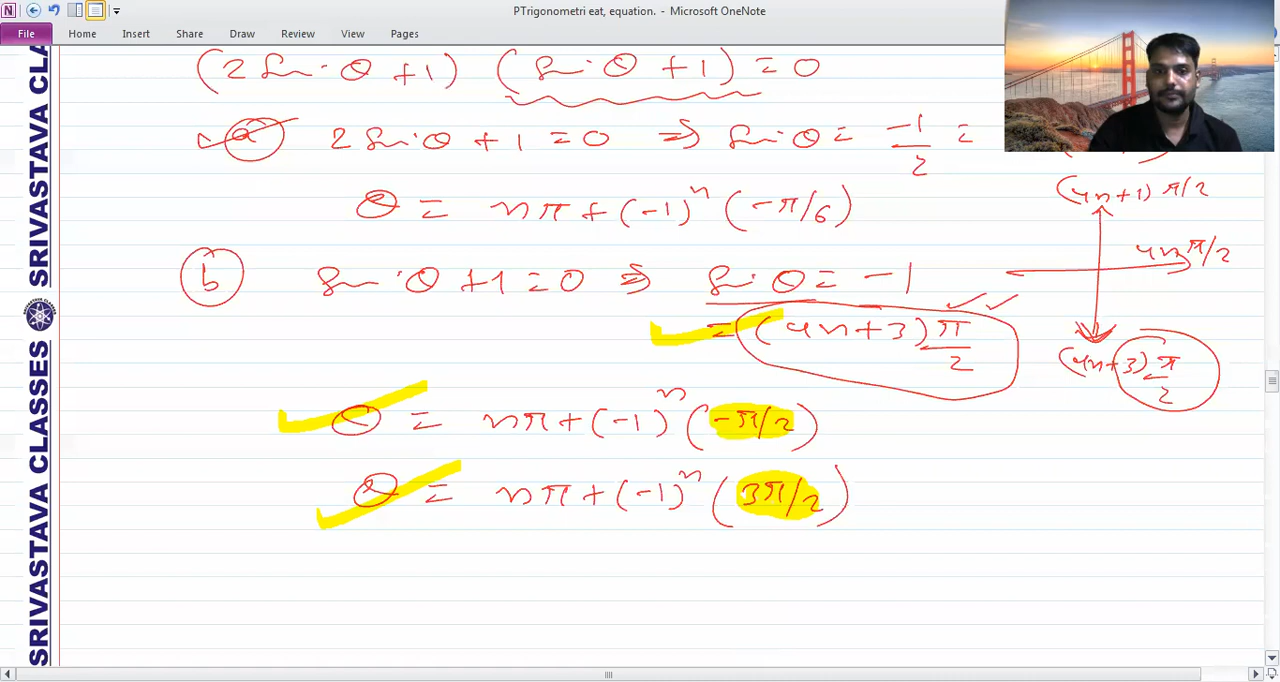 PTrigonometri eat, equation. - Microsoft OneNote
File Home Insert Share Draw Review View Pages
(2 Sin θ + 1) (Sin θ + 1) = 0
a 2 Sin θ + 1 = 0 ⇒ Sin θ = -1/2 =
θ = nπ + (-1)^n (-π/6)
(4n+1) π/2
4n π/2
b Sin θ + 1 = 0 ⇒ Sin θ = -1
= (4n+3) π/2
(4n+3) π/2
θ = nπ + (-1)^n (-π/2)
θ = nπ + (-1)^n (3π/2)
SRIVASTAVA CLASSES
SRIVASTAVA CLA